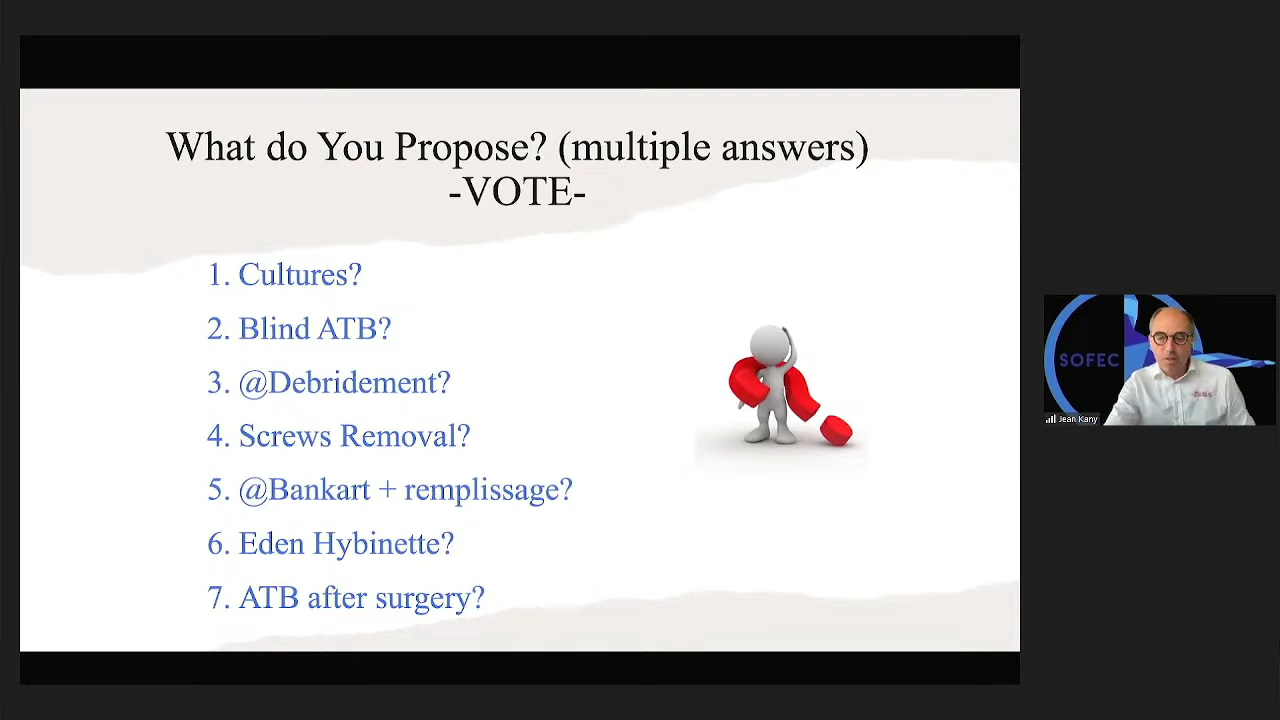 What do You Propose? (multiple answers)
-VOTE-
1. Cultures?
2. Blind ATB?
3. @Debridement?
4. Screws Removal?
5. @Bankart + remplissage?
6. Eden Hybinette?
7. ATB after surgery?
SOFEC
Jean Kany